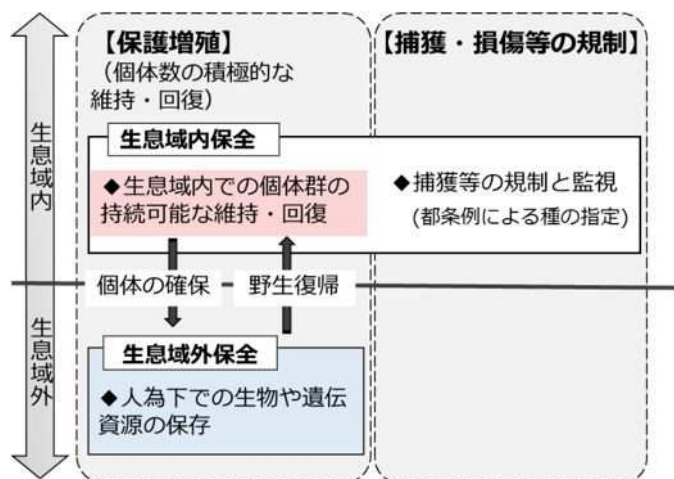 【保護増殖】
（個体数の積極的な
維持・回復）
【捕獲・損傷等の規制】
生息域内
生息域内保全
◆生息域内での個体群の
持続可能な維持・回復
◆捕獲等の規制と監視
(都条例による種の指定)
個体の確保
野生復帰
生息域外
生息域外保全
◆人為下での生物や遺伝
資源の保存